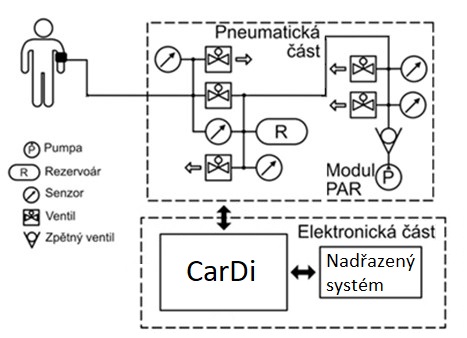 Pneumatická
část
R
Modul
PAR
P
P Pumpa
R Rezervoár
Senzor
Ventil
Zpětný ventil
Elektronická část
CarDi
Nadřazený
systém